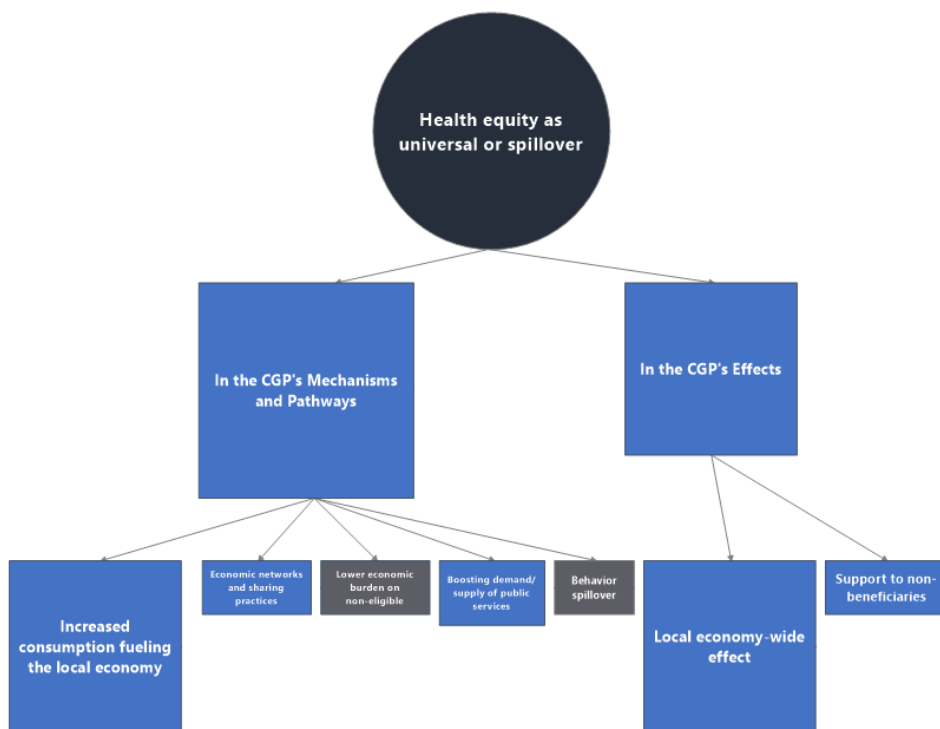 Health equity as
universal or spillover
In the CGP's Mechanisms
and Pathways
In the CGP's Effects
Increased
consumption fueling
the local economy
Economic networks
and sharing
practices
Lower economic
burden on
non-eligible
Boosting demand/
supply of public
services
Behavior
spillover
Local economy-wide
effect
Support to non-
beneficiaries